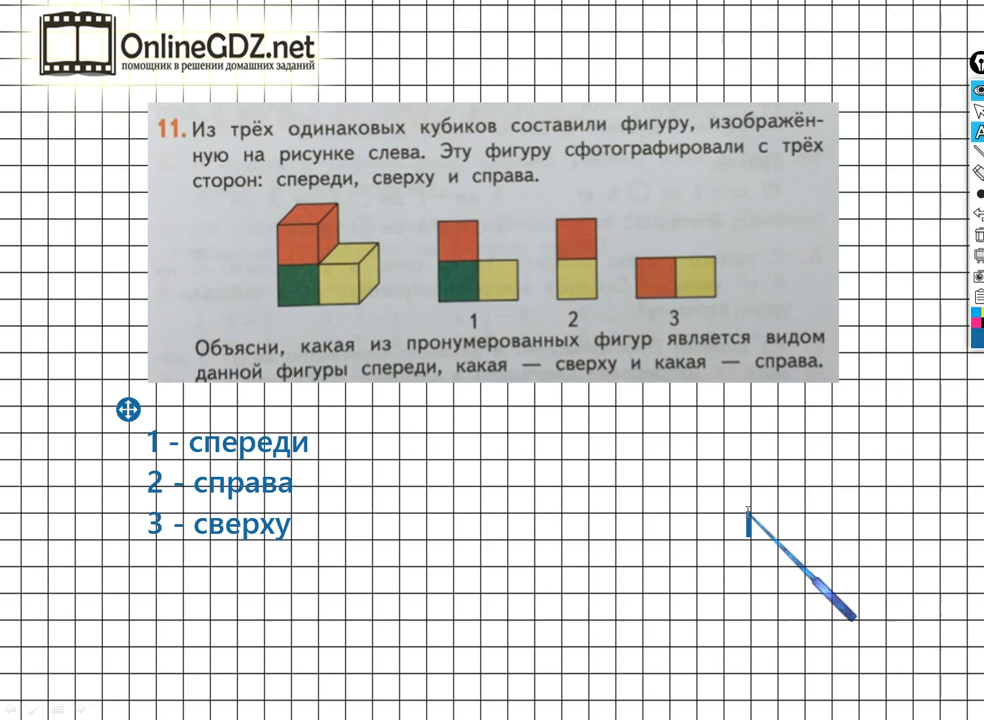 OnlineGDZ.net
помощник в решении домашних заданий
11. Из трёх одинаковых кубиков составили фигуру, изображён-
ную на рисунке слева. Эту фигуру сфотографировали с трёх
сторон: спереди, сверху и справа.
1 2 3
Объясни, какая из пронумерованных фигур является видом
данной фигуры спереди, какая — сверху и какая — справа.
1 - спереди
2 - справа
3 - сверху